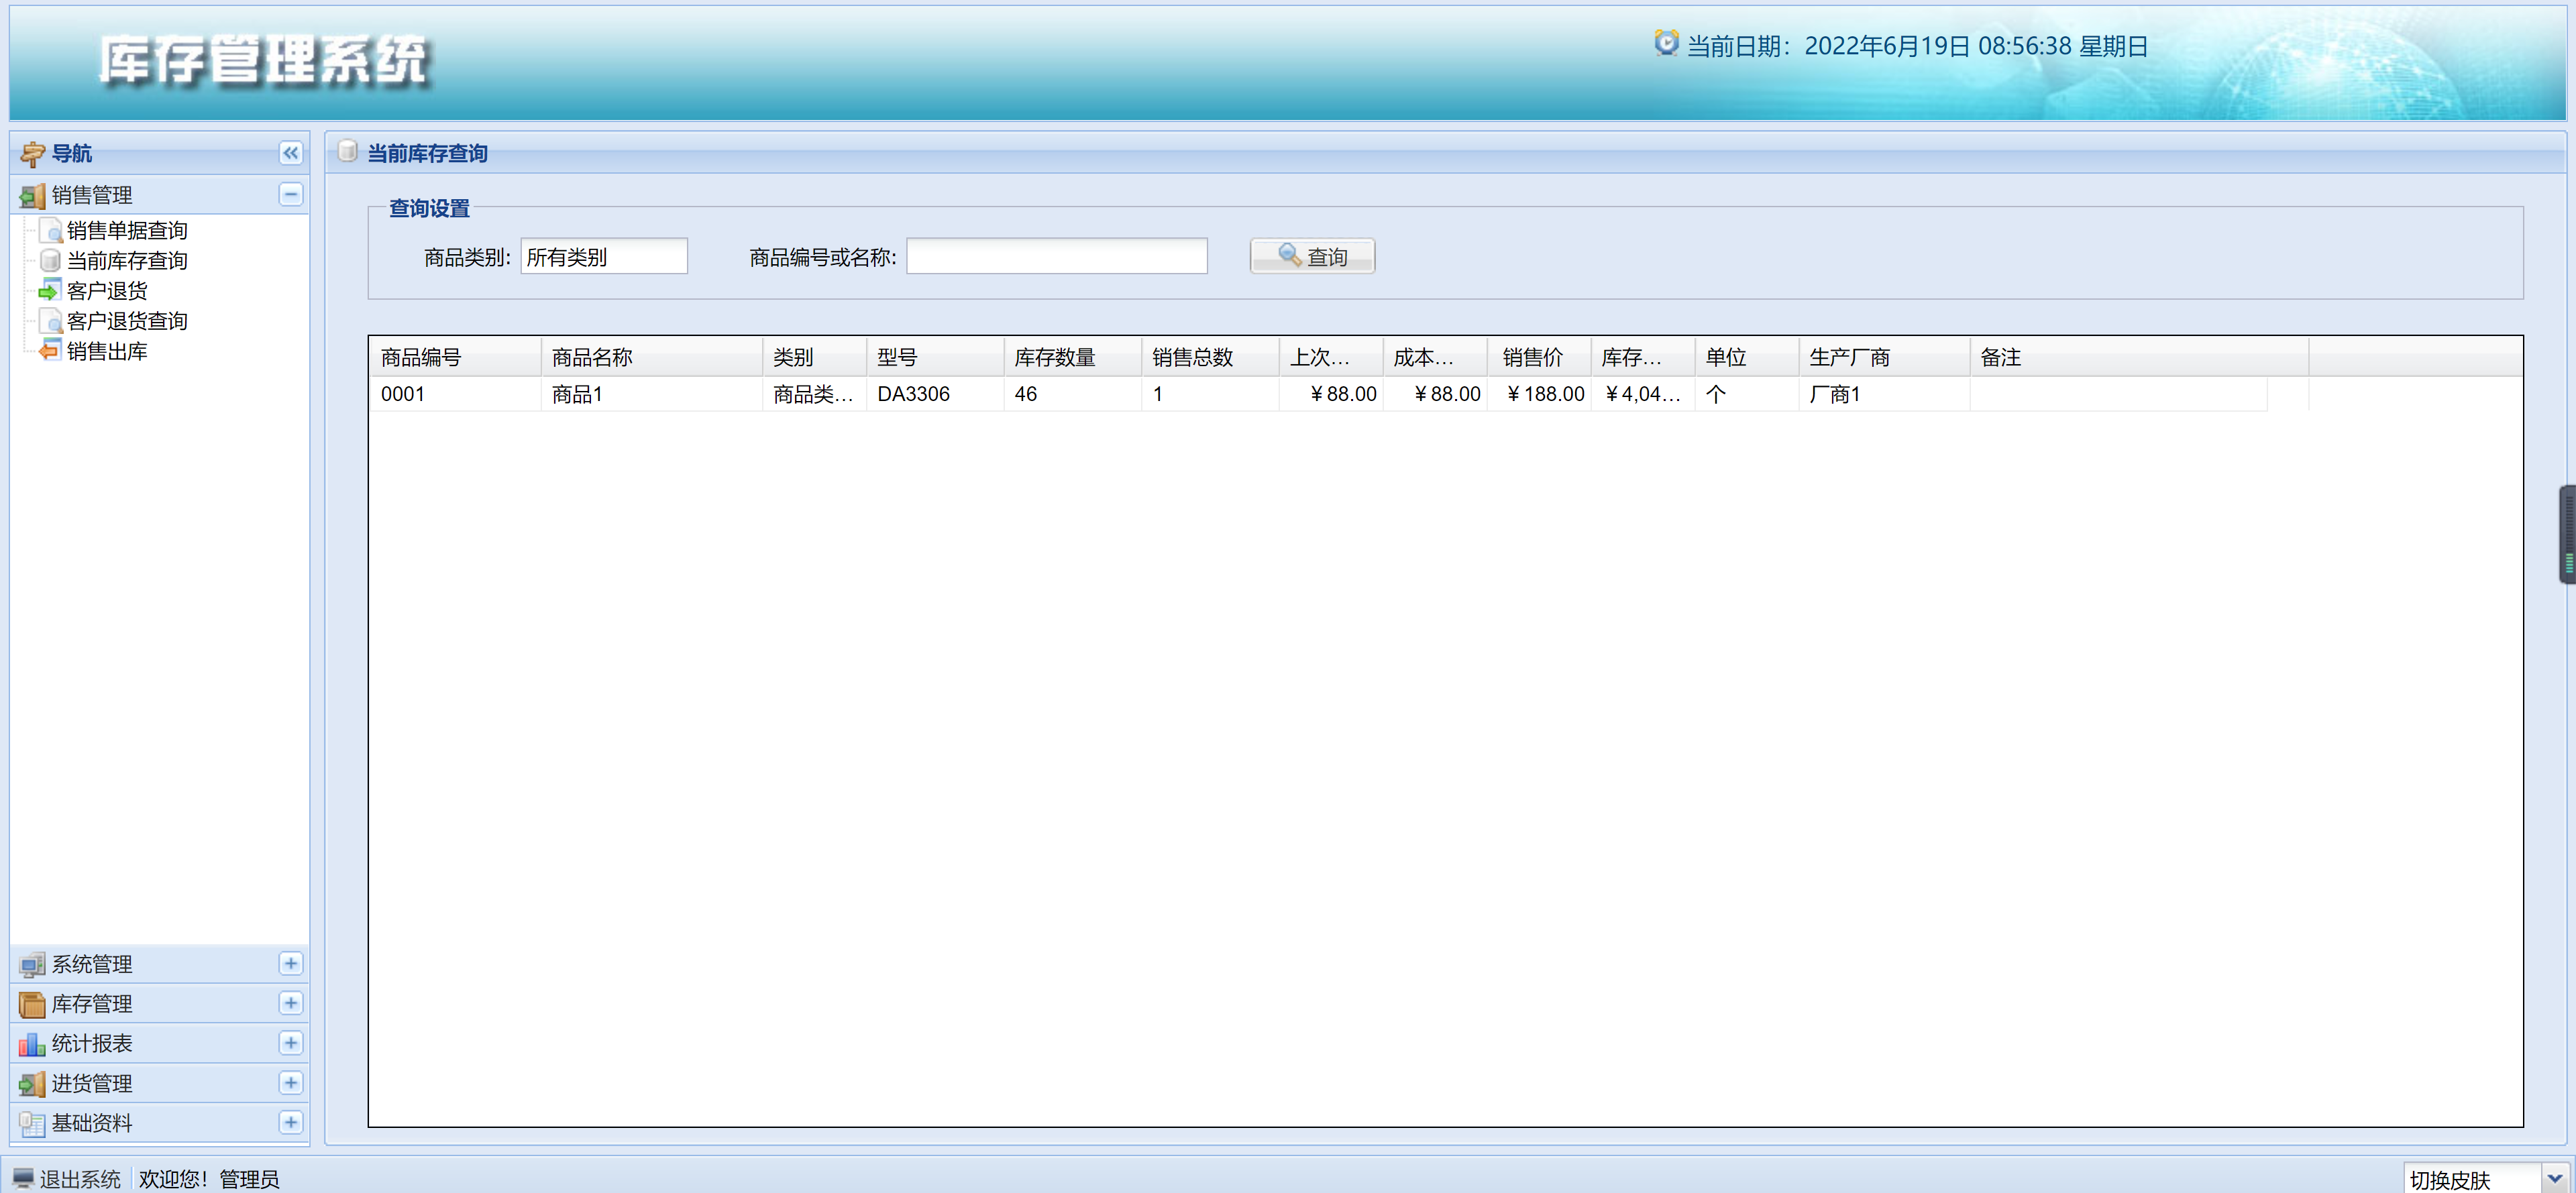 库存管理系统
当前日期：2022年6月19日 08:56:38 星期日
导航
销售管理
销售单据查询
当前库存查询
客户退货
客户退货查询
销售出库
系统管理
库存管理
统计报表
进货管理
基础资料
当前库存查询
查询设置
商品类别: 所有类别 商品编号或名称: 查询
商品编号 商品名称 类别 型号 库存数量 销售总数 上次... 成本... 销售价 库存... 单位 生产厂商 备注
0001 商品1 商品类... DA3306 46 1 ￥88.00 ￥88.00 ￥188.00 ￥4,04... 个 厂商1
退出系统 欢迎您！管理员 切换皮肤